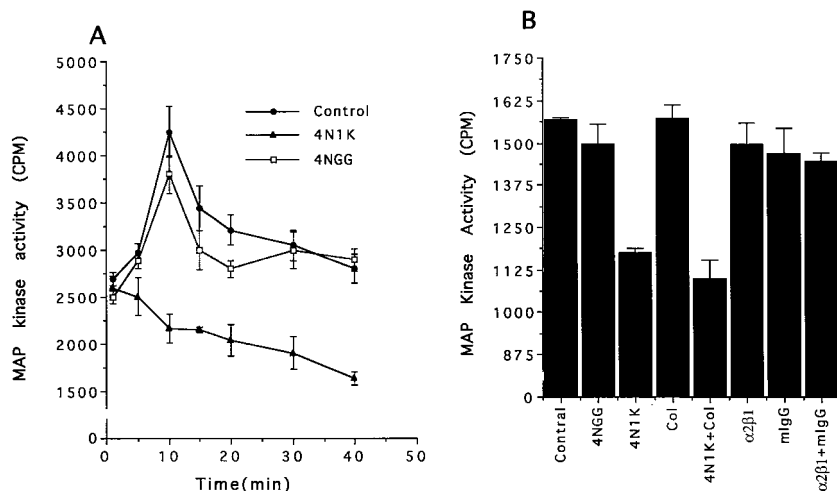 A
MAP kinase activity (CPM)
5000
4500
4000
3750
3500
3000
2500
2000
1500
0
0
10
20
30
40
50
Time(min)
Control
4N1K
4NGG
B
MAP Kinase Activity (CPM)
1750
1625
1500
1375
1250
1125
1000
875
0
Contral
4NGG
4N1K
Col
4N1K+Col
α2β1
mIgG
α2β1+mIgG